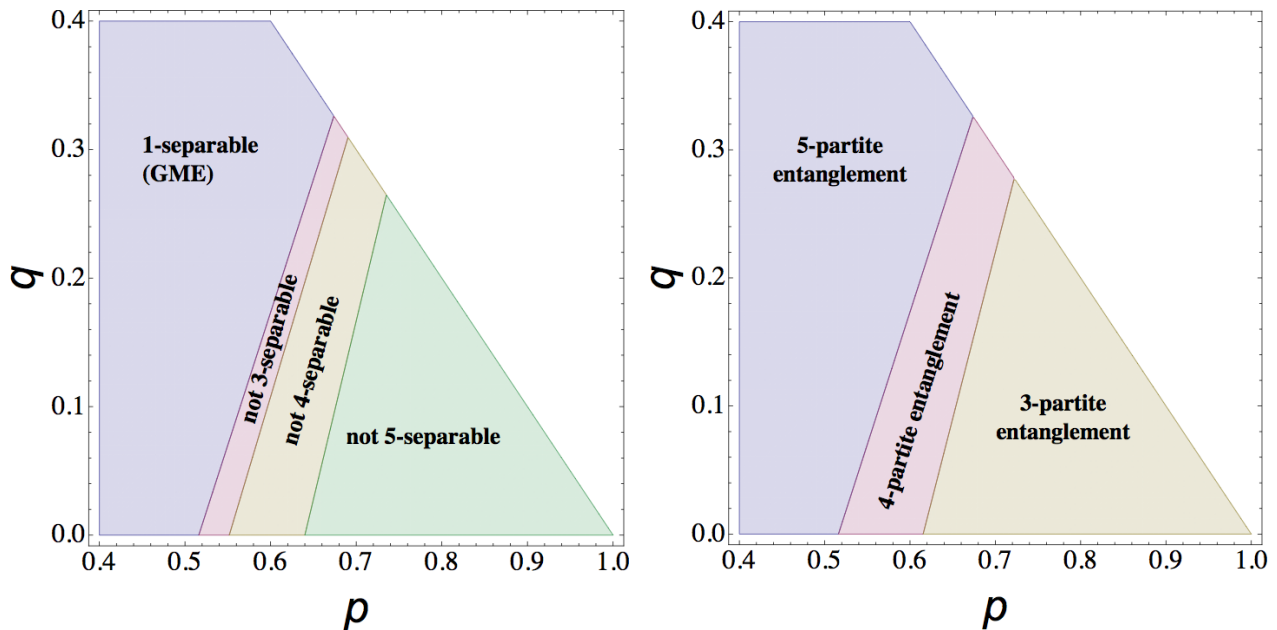 0.4
0.3
0.2
0.1
0.0
q
1-separable
(GME)
not 3-separable
not 4-separable
not 5-separable
0.4 0.5 0.6 0.7 0.8 0.9 1.0
p
0.4
0.3
0.2
0.1
0.0
q
5-partite
entanglement
4-partite entanglement
3-partite
entanglement
0.4 0.5 0.6 0.7 0.8 0.9 1.0
p